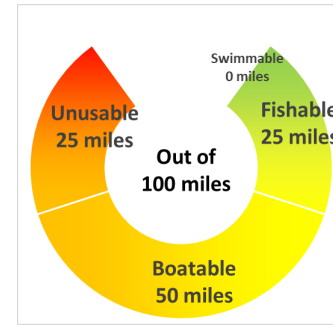 Swimmable
0 miles
Unusable
25 miles
Fishable
25 miles
Out of
100 miles
Boatable
50 miles